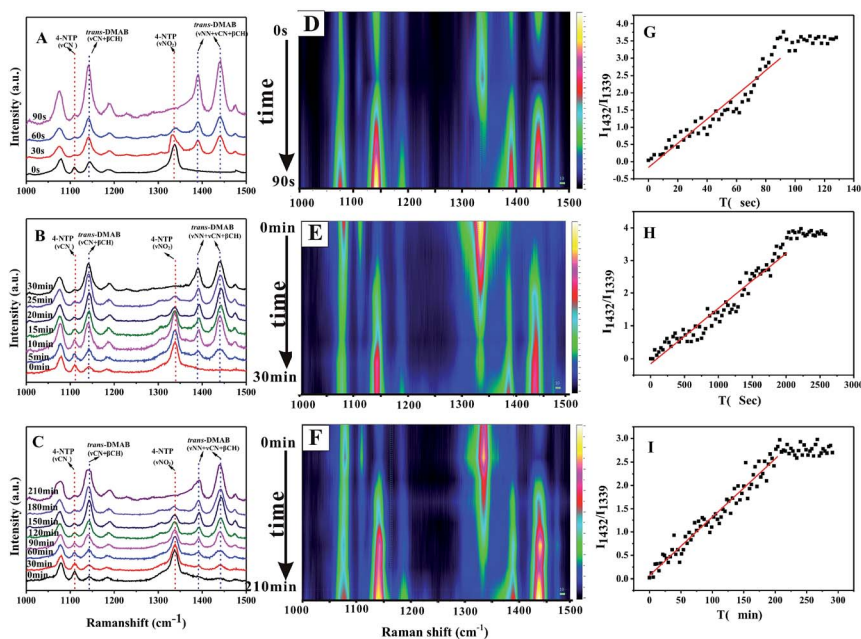 A
4-NTP
(νCN)
trans-DMAB
(νCN+βCH)
4-NTP
(νNO₂)
trans-DMAB
(νNN+νCN+βCH)
90s
60s
30s
0s
Intensity (a.u.)
1000 1100 1200 1300 1400 1500
B
4-NTP
(νCN)
trans-DMAB
(νCN+βCH)
4-NTP
(νNO₂)
trans-DMAB
(νNN+νCN+βCH)
30min
25min
20min
15min
10min
5min
0min
Intensity (a.u.)
1000 1100 1200 1300 1400 1500
C
4-NTP
(νCN)
trans-DMAB
(νCN+βCH)
4-NTP
(νNO₂)
trans-DMAB
(νNN+νCN+βCH)
210min
180min
150min
120min
90min
60min
30min
0min
Intensity (a.u.)
1000 1100 1200 1300 1400 1500
Ramanshift (cm⁻¹)
D
0s
time
90s
1000 1100 1200 1300 1400 1500
E
0min
time
30min
1000 1100 1200 1300 1400 1500
F
0min
time
210min
1000 1100 1200 1300 1400 1500
Raman shift (cm⁻¹)
G
4.0
3.5
3.0
2.5
2.0
1.5
1.0
0.5
0.0
-0.5
I1432/I1339
0 20 40 60 80 100 120 140
T( sec)
H
4
3
2
1
0
I1432/I1339
0 500 1000 1500 2000 2500 3000
T( Sec)
I
3.0
2.5
2.0
1.5
1.0
0.5
0.0
I1432/I1339
0 50 100 150 200 250 300
T( min)